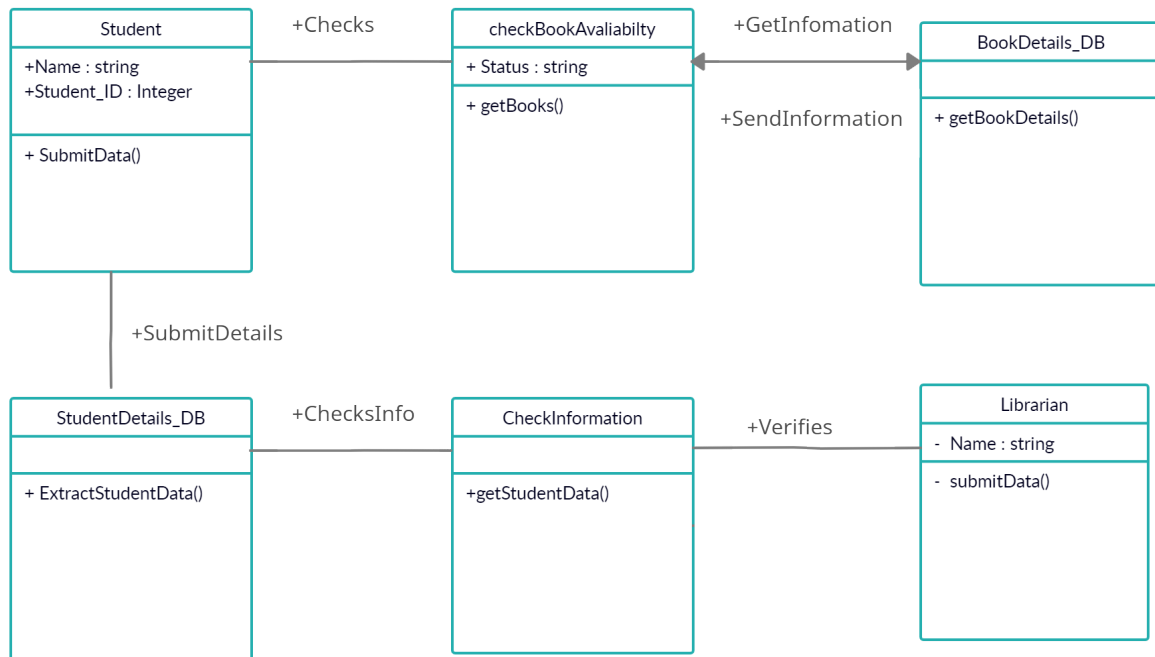 Student
+Name : string
+Student_ID : Integer
+ SubmitData()
+Checks
checkBookAvaliabilty
+ Status : string
+ getBooks()
+GetInfomation
+SendInformation
BookDetails_DB
+ getBookDetails()
+SubmitDetails
StudentDetails_DB
+ ExtractStudentData()
+ChecksInfo
CheckInformation
+getStudentData()
+Verifies
Librarian
- Name : string
- submitData()